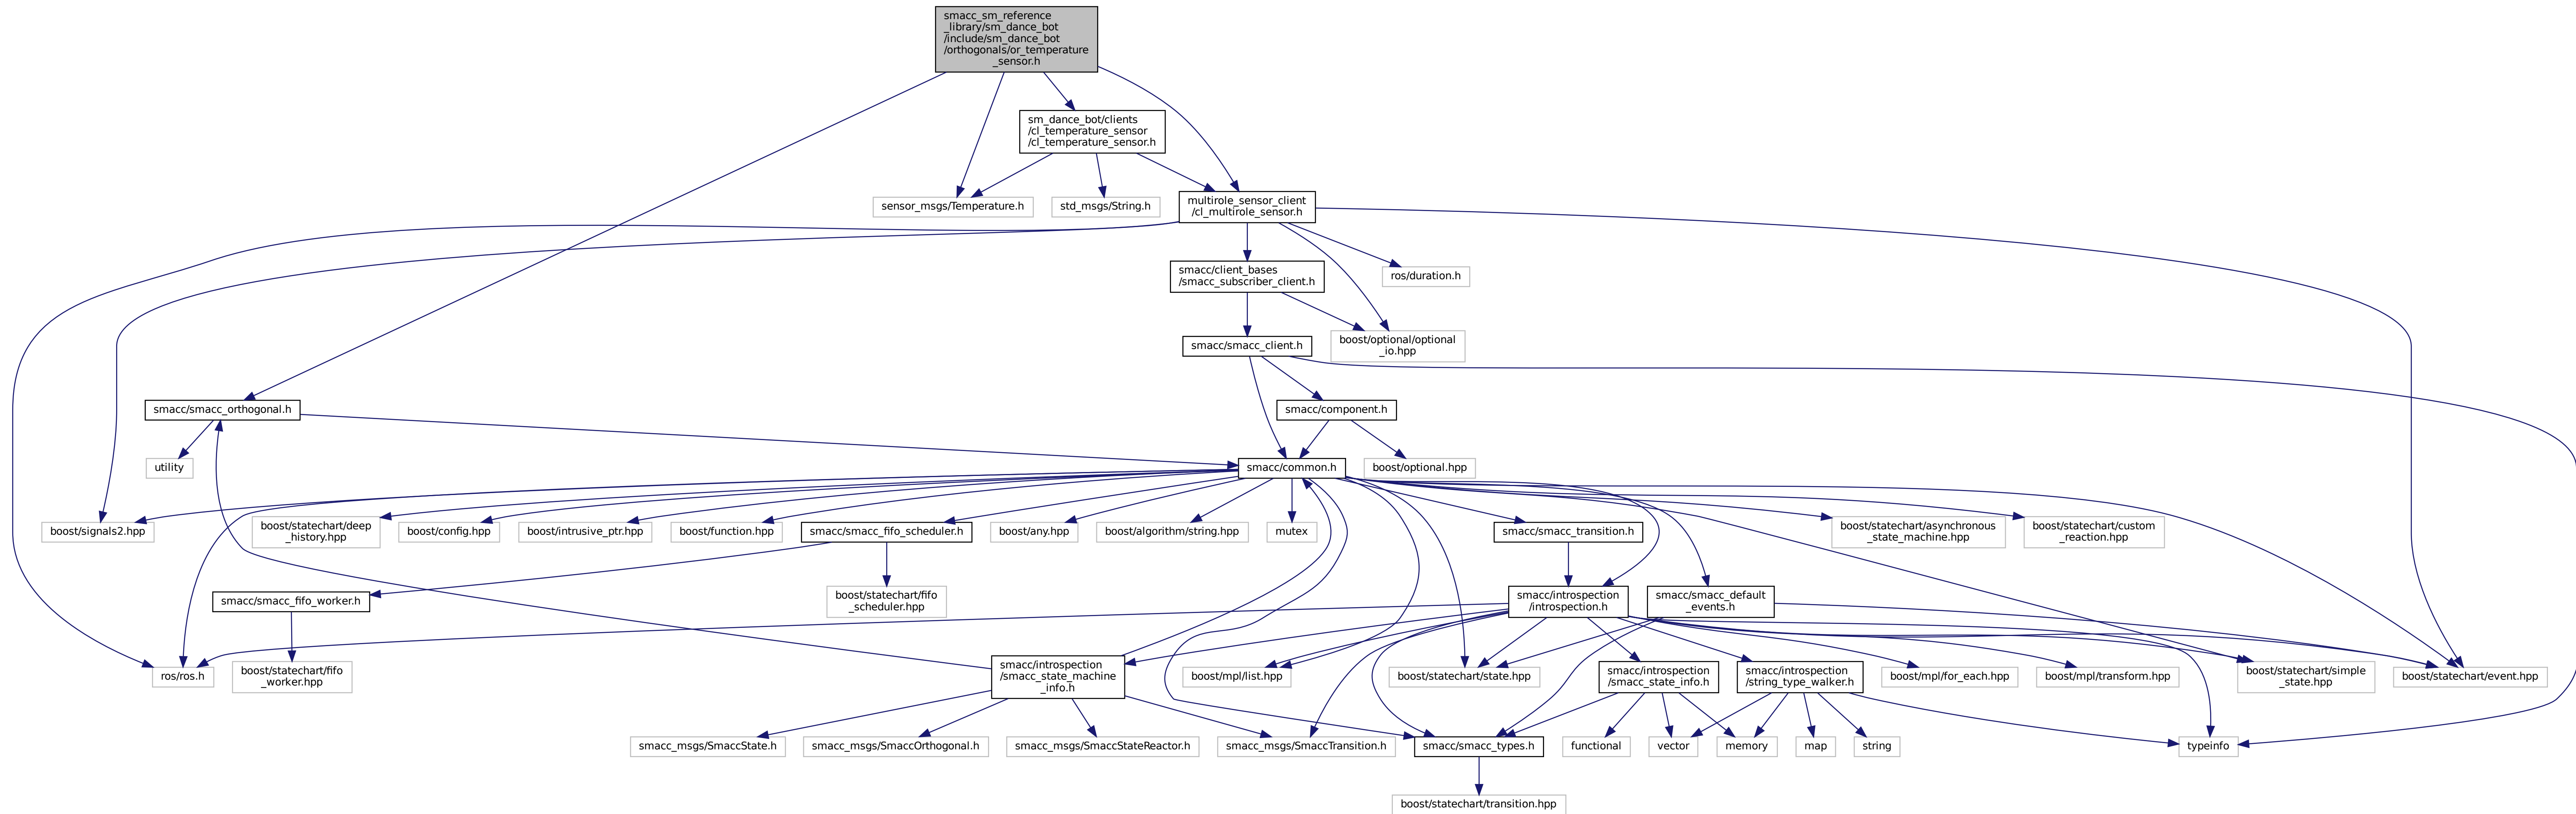 smacc_sm_reference
_library/sm_dance_bot
/include/sm_dance_bot
/orthogonals/or_temperature
_sensor.h
sm_dance_bot/clients
/cl_temperature_sensor
/cl_temperature_sensor.h
sensor_msgs/Temperature.h
std_msgs/String.h
multirole_sensor_client
/cl_multirole_sensor.h
smacc/client_bases
/smacc_subscriber_client.h
ros/duration.h
smacc/smacc_client.h
boost/optional/optional
_io.hpp
smacc/smacc_orthogonal.h
smacc/component.h
utility
smacc/common.h
boost/optional.hpp
boost/signals2.hpp
boost/statechart/deep
_history.hpp
boost/config.hpp
boost/intrusive_ptr.hpp
boost/function.hpp
smacc/smacc_fifo_scheduler.h
boost/any.hpp
boost/algorithm/string.hpp
mutex
smacc/smacc_transition.h
boost/statechart/asynchronous
_state_machine.hpp
boost/statechart/custom
_reaction.hpp
smacc/smacc_fifo_worker.h
boost/statechart/fifo
_scheduler.hpp
smacc/introspection
/introspection.h
smacc/smacc_default
_events.h
ros/ros.h
boost/statechart/fifo
_worker.hpp
smacc/introspection
/smacc_state_machine
_info.h
boost/mpl/list.hpp
boost/statechart/state.hpp
smacc/introspection
/smacc_state_info.h
smacc/introspection
/string_type_walker.h
boost/mpl/for_each.hpp
boost/mpl/transform.hpp
boost/statechart/simple
_state.hpp
boost/statechart/event.hpp
smacc_msgs/SmaccState.h
smacc_msgs/SmaccOrthogonal.h
smacc_msgs/SmaccStateReactor.h
smacc_msgs/SmaccTransition.h
smacc/smacc_types.h
functional
vector
memory
map
string
typeinfo
boost/statechart/transition.hpp